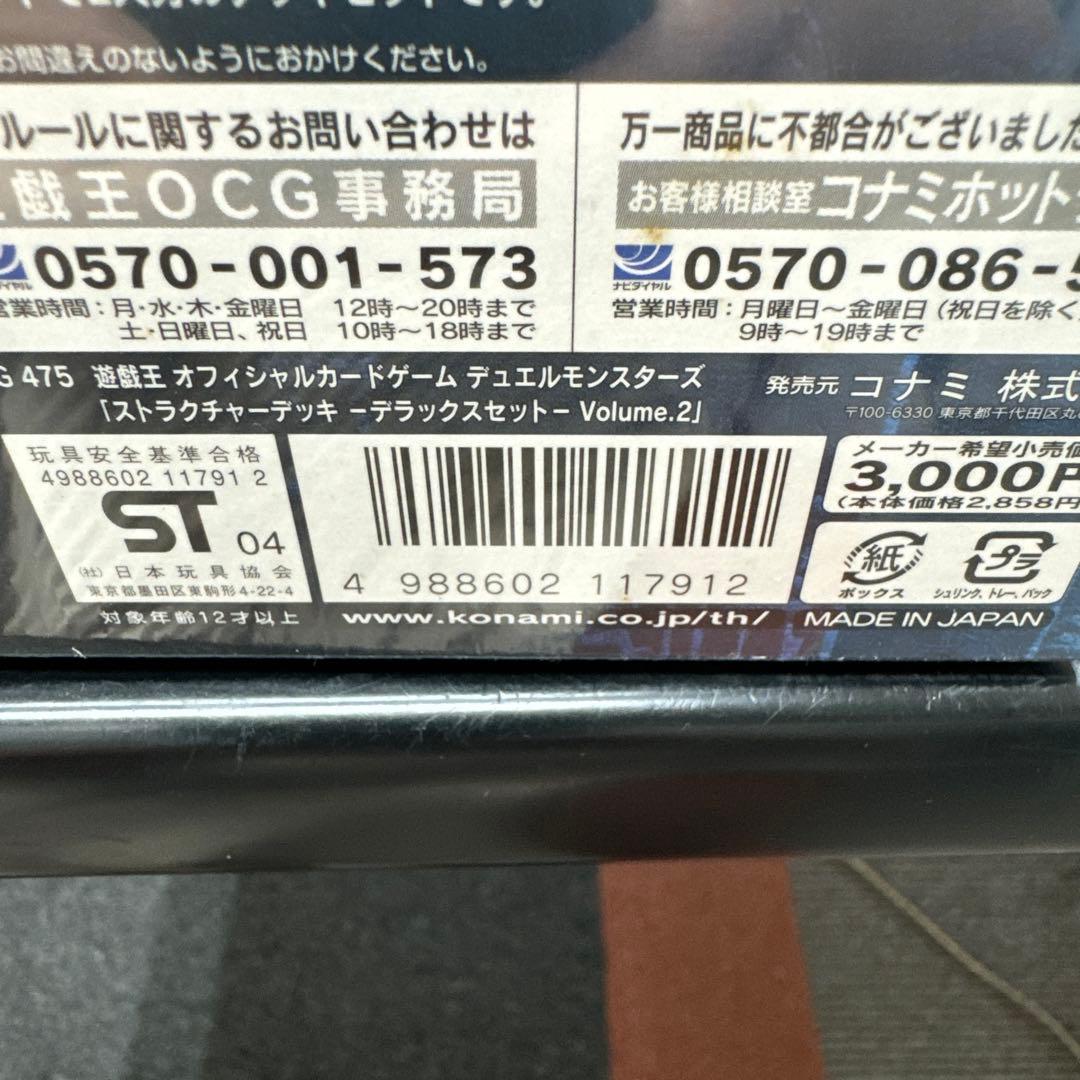 お間違えのないようにおかけください。
ルールに関するお問い合わせは
戯王OCG事務局
0570-001-573
営業時間：月・水・木・金曜日 12時～20時まで
土・日曜日、祝日 10時～18時まで
万一商品に不都合がございました
お客様相談室 コナミホット
ナビダイヤル
0570-086-5
営業時間：月曜日～金曜日（祝日を除く
9時～19時まで
G 475 遊戯王 オフィシャルカードゲーム デュエルモンスターズ
「ストラクチャーデッキ －デラックスセット－ Volume.2」
発売元 コナミ 株式
〒100-6330 東京都千代田区丸
玩具安全基準合格
4988602 11791 2
ST 04
(社)日本玩具協会
東京都墨田区東駒形4-22-4
対象年齢12才以上
4 988602 117912
www.konami.co.jp/th/
メーカー希望小売価
3,000円
（本体価格2,858円
紙
ボックス
プラ
シュリンク、トレー、パック
MADE IN JAPAN